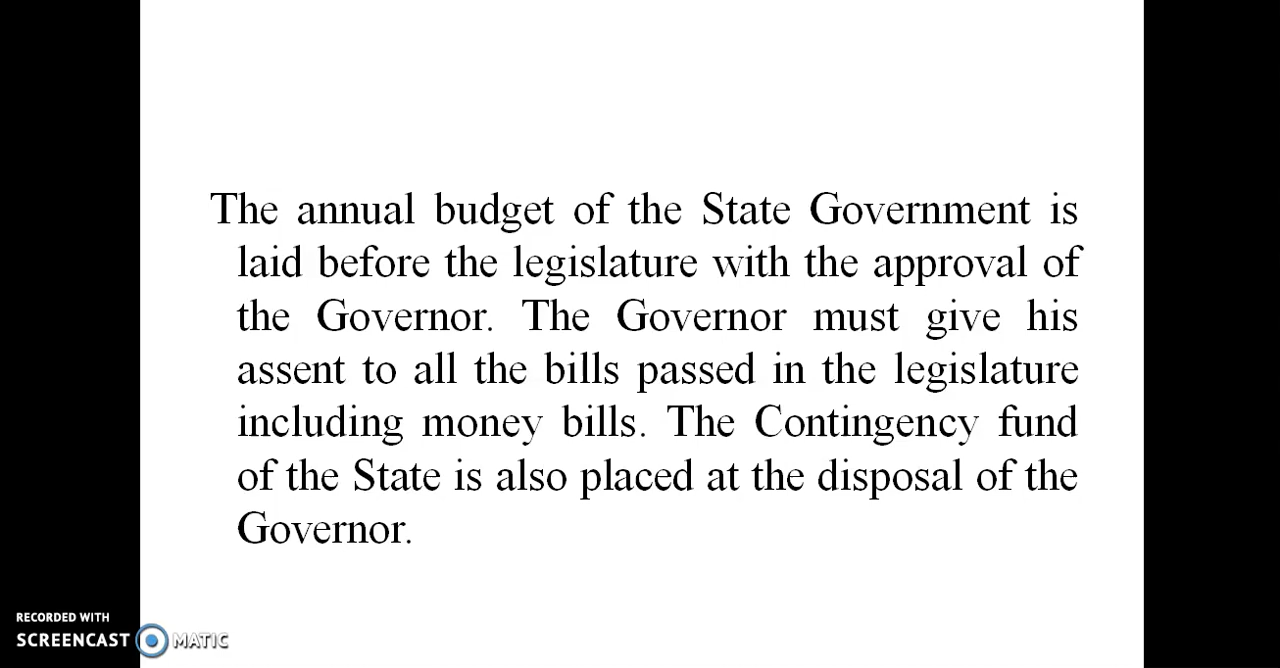 The annual budget of the State Government is
laid before the legislature with the approval of
the Governor. The Governor must give his
assent to all the bills passed in the legislature
including money bills. The Contingency fund
of the State is also placed at the disposal of the
Governor.
RECORDED WITH
SCREENCAST MATIC